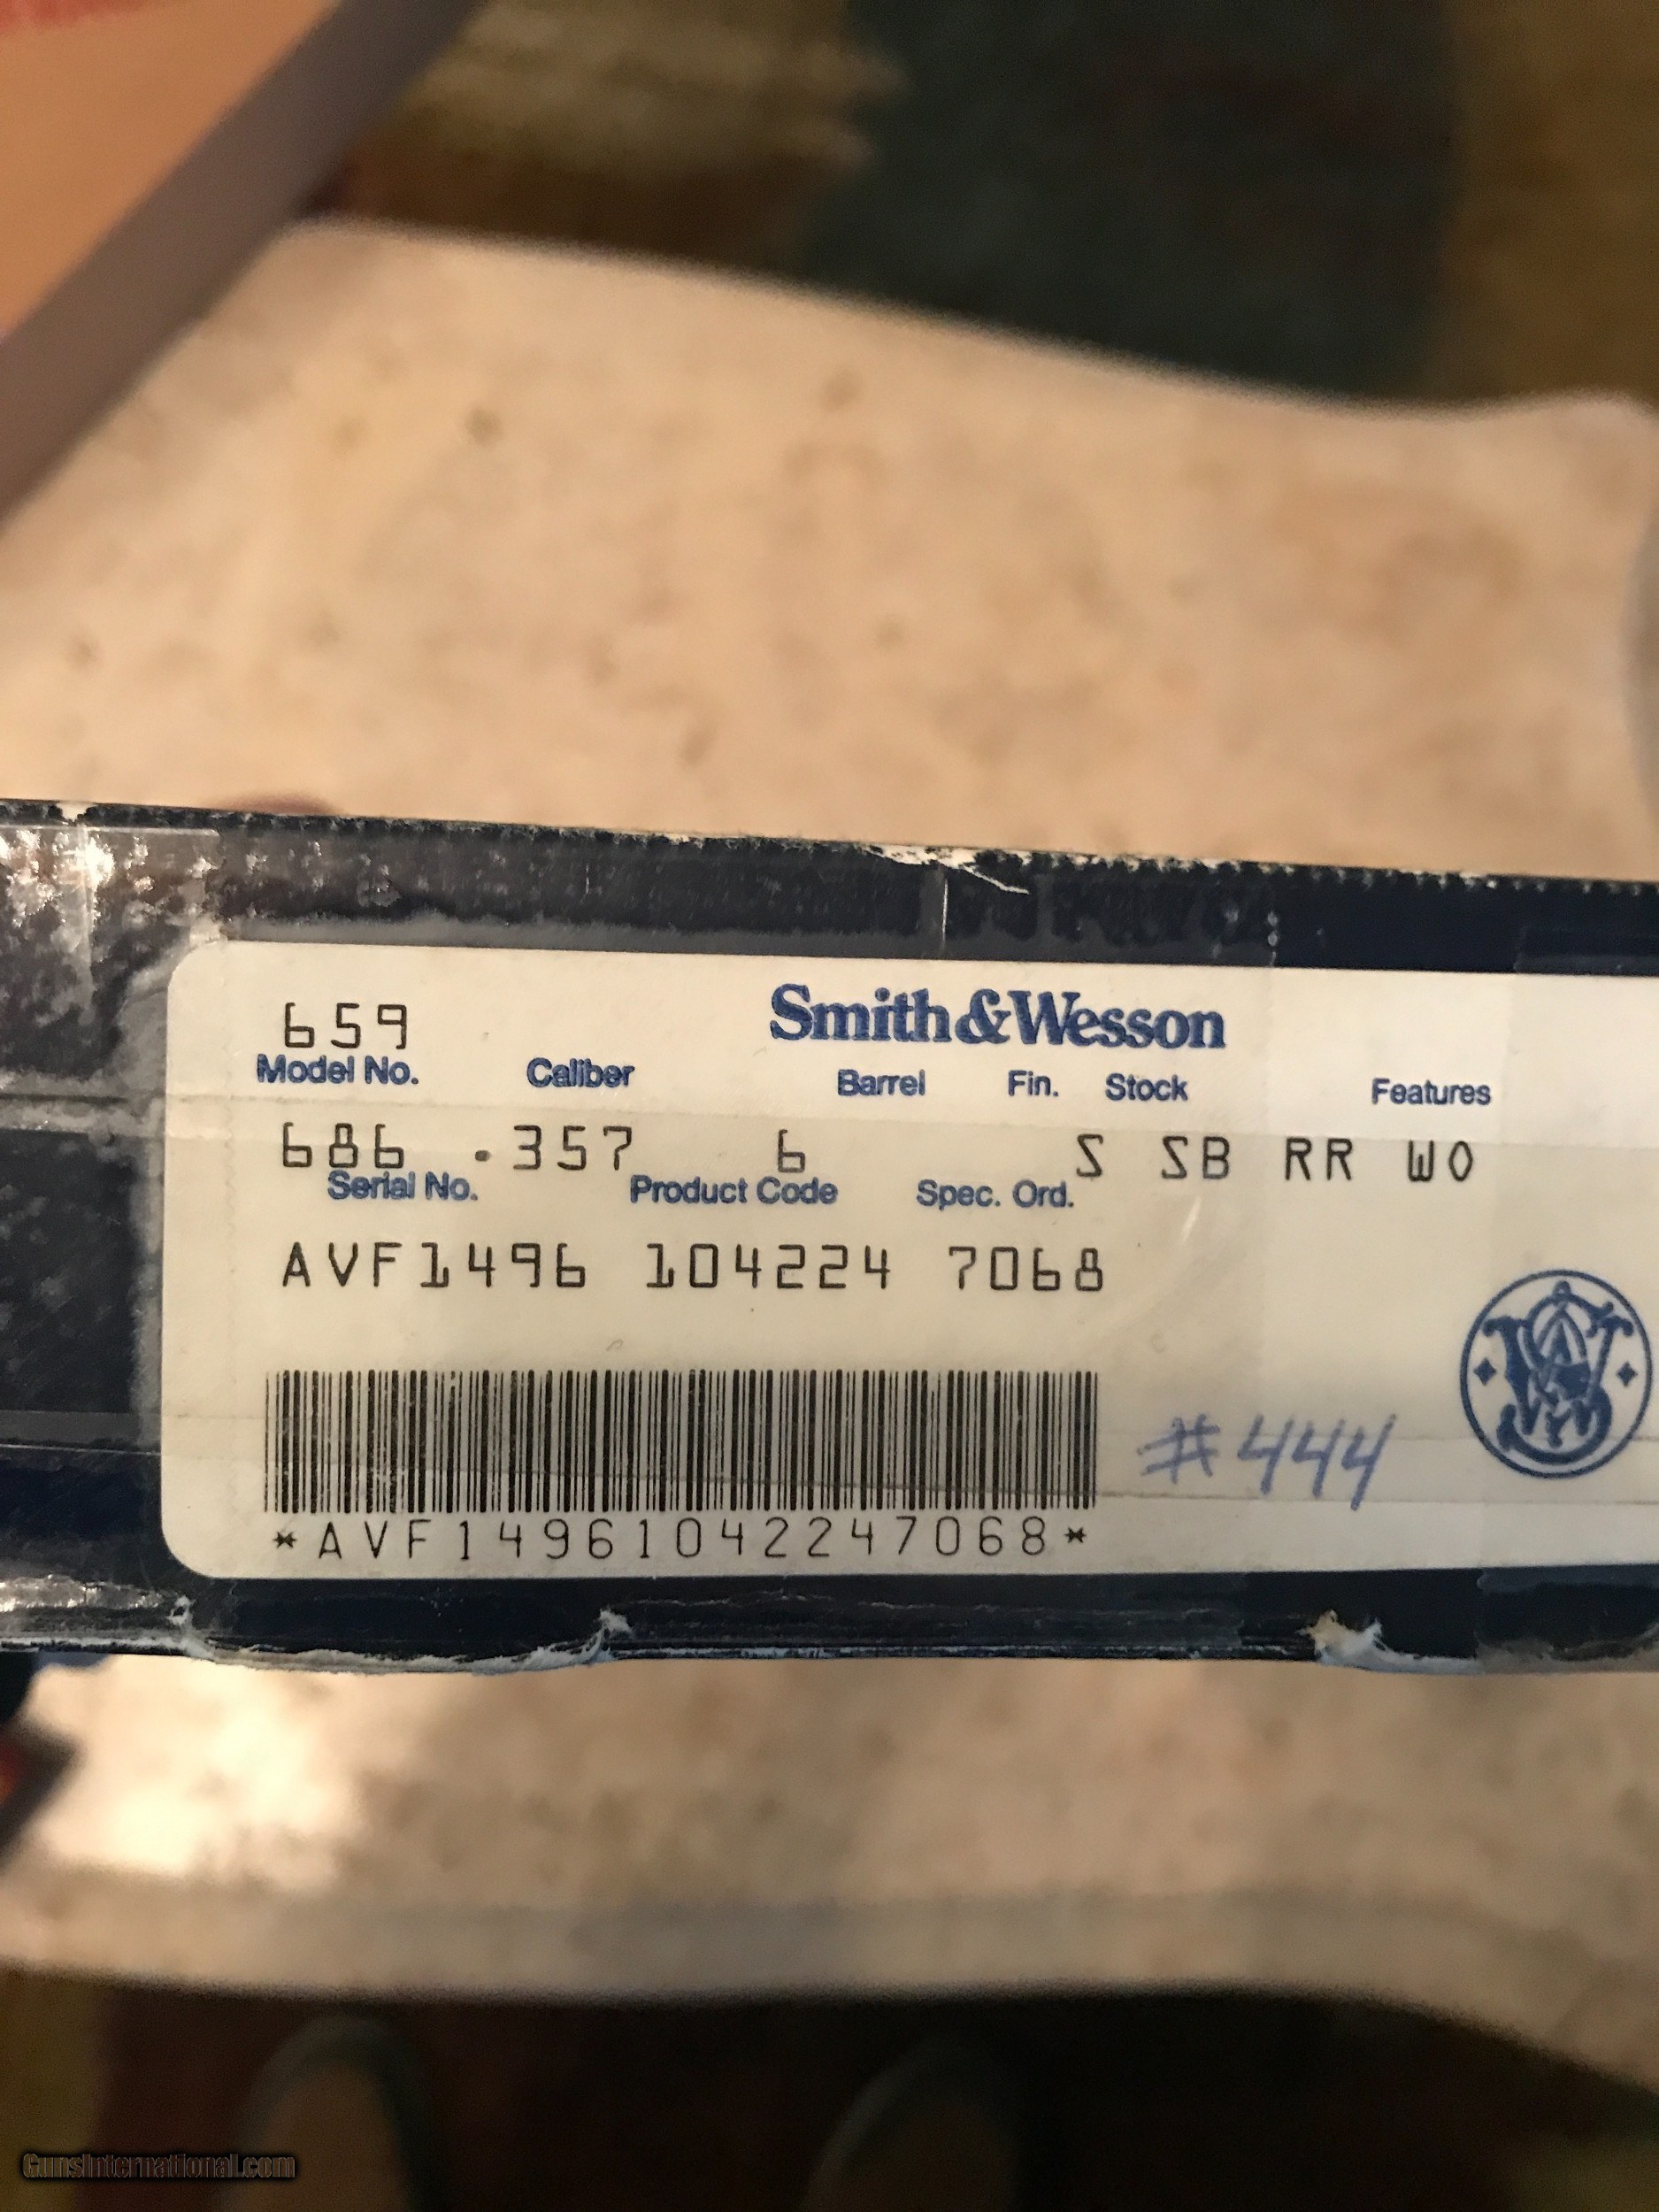 659 Smith&Wesson
Model No. Caliber Barrel Fin. Stock Features
686 .357 6 S SB RR WO
Serial No. Product Code Spec. Ord.
AVF1496 104224 7068
#444
*AVF14961042247068*
GunsInternational.com